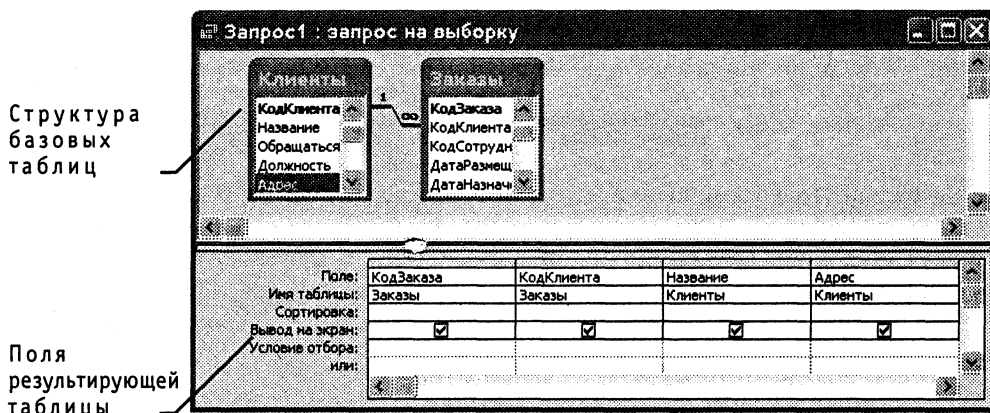 Запрос1 : запрос на выборку
Структура
базовых
таблиц
Клиенты
КодКлиента
Название
Обращаться
Должность
Адрес
1
∞
Заказы
КодЗаказа
КодКлиента
КодСотрудн
ДатаРазмещ
ДатаНазнач
Поле: КодЗаказа КодКлиента Название Адрес
Имя таблицы: Заказы Заказы Клиенты Клиенты
Сортировка:
Вывод на экран:
Условие отбора:
или:
Поля
результирующей
таблицы